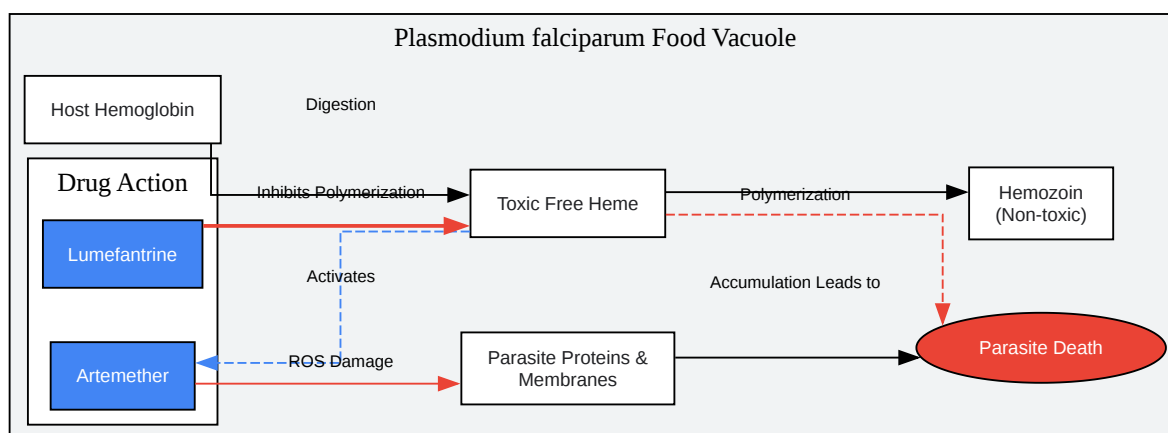 Plasmodium falciparum Food Vacuole
Host Hemoglobin
Digestion
Drug Action
Inhibits Polymerization
Toxic Free Heme
Polymerization
Hemozoin
(Non-toxic)
Lumefantrine
Activates
Accumulation Leads to
Artemether
ROS Damage
Parasite Proteins &
Membranes
Parasite Death